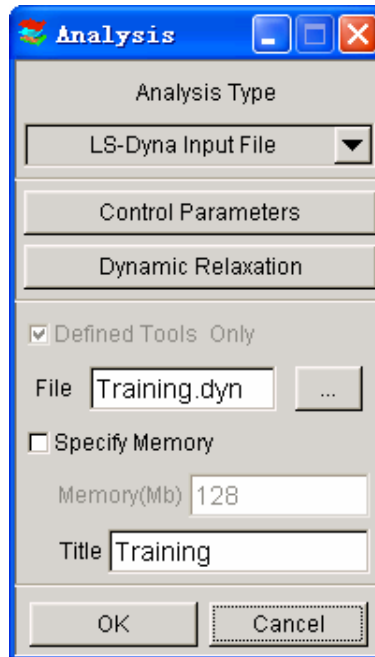 Analysis
Analysis Type
LS-Dyna Input File
Control Parameters
Dynamic Relaxation
Defined Tools Only
File Training.dyn ...
Specify Memory
Memory(Mb) 128
Title Training
OK Cancel